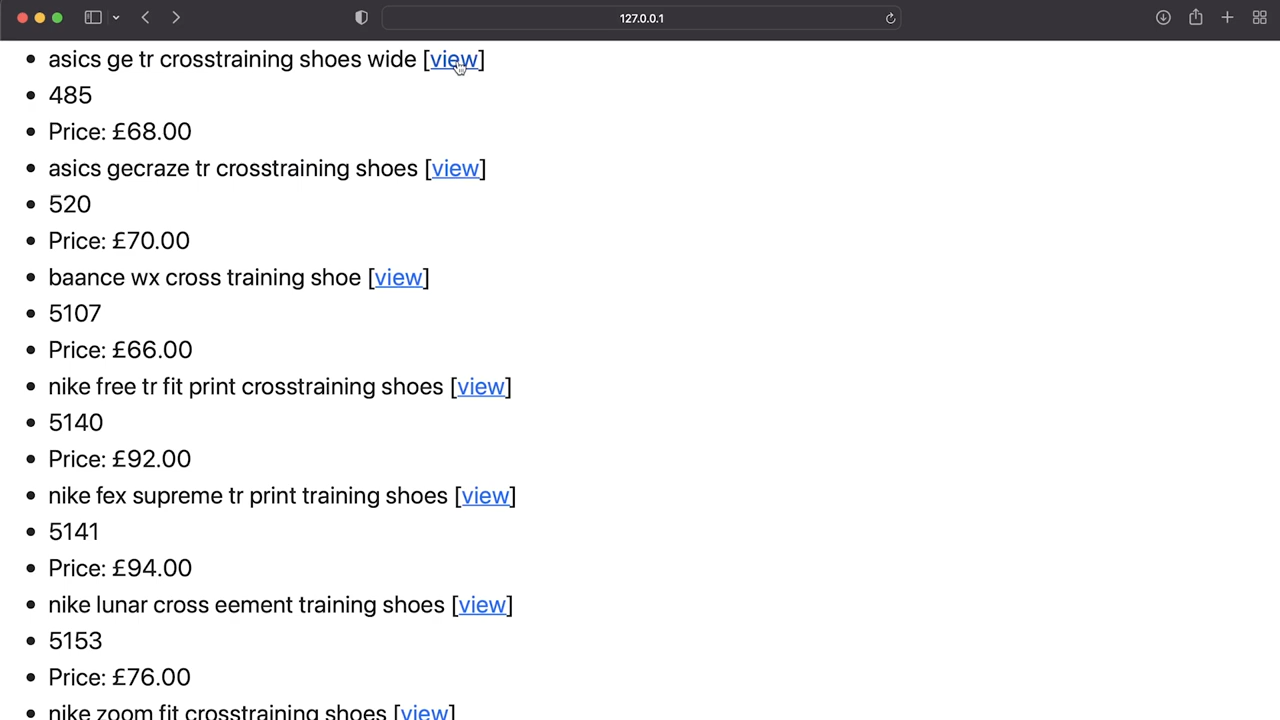 127.0.0.1
asics ge tr crosstraining shoes wide [view]
485
Price: £68.00
asics gecraze tr crosstraining shoes [view]
520
Price: £70.00
baance wx cross training shoe [view]
5107
Price: £66.00
nike free tr fit print crosstraining shoes [view]
5140
Price: £92.00
nike fex supreme tr print training shoes [view]
5141
Price: £94.00
nike lunar cross eement training shoes [view]
5153
Price: £76.00
nike zoom fit crosstraining shoes [view]